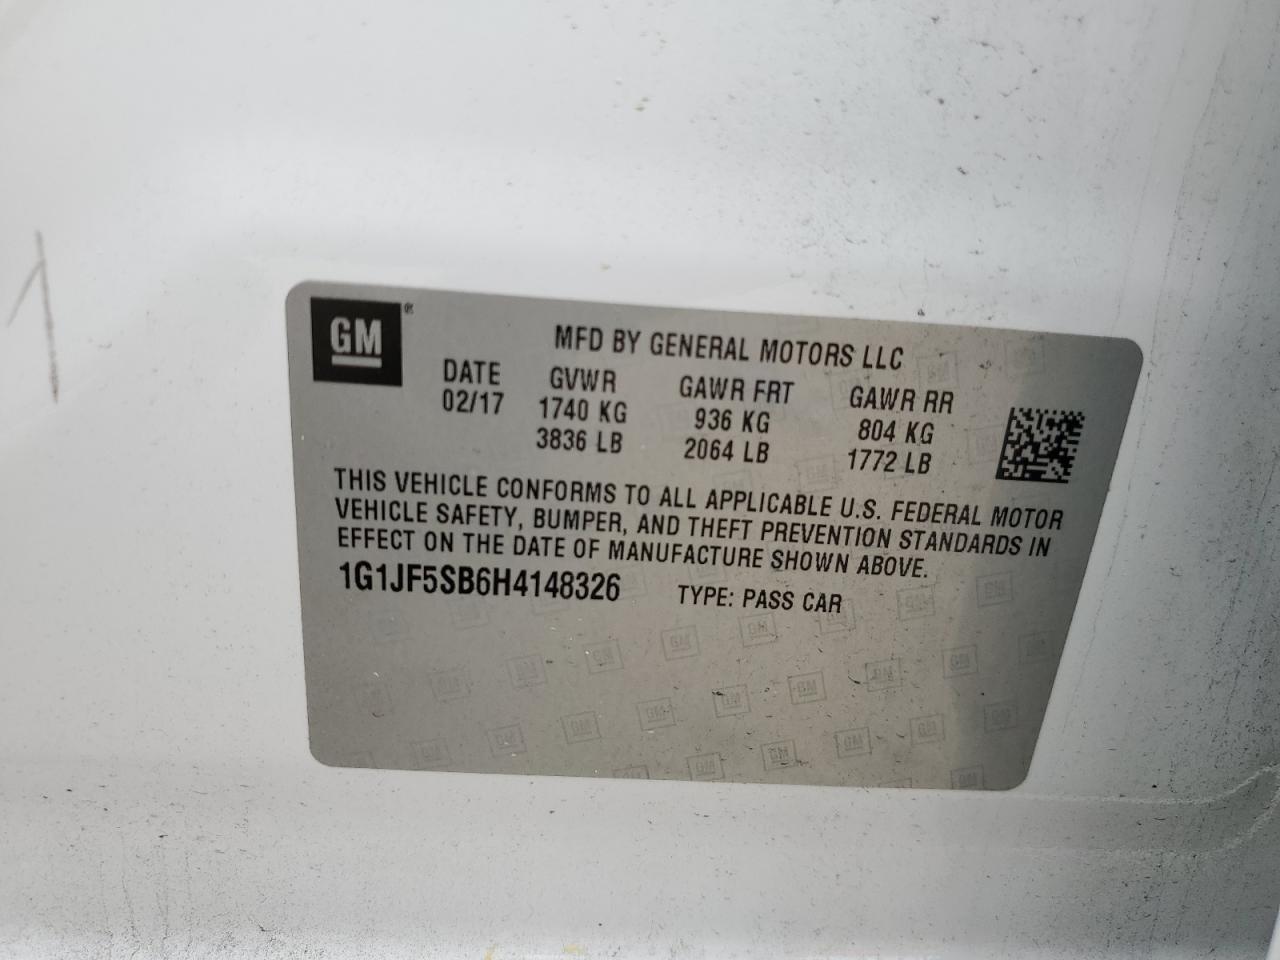 GM®
MFD BY GENERAL MOTORS LLC
DATE GVWR GAWR FRT GAWR RR
02/17 1740 KG 936 KG 804 KG
3836 LB 2064 LB 1772 LB
THIS VEHICLE CONFORMS TO ALL APPLICABLE U.S. FEDERAL MOTOR
VEHICLE SAFETY, BUMPER, AND THEFT PREVENTION STANDARDS IN
EFFECT ON THE DATE OF MANUFACTURE SHOWN ABOVE.
1G1JF5SB6H4148326 TYPE: PASS CAR
1